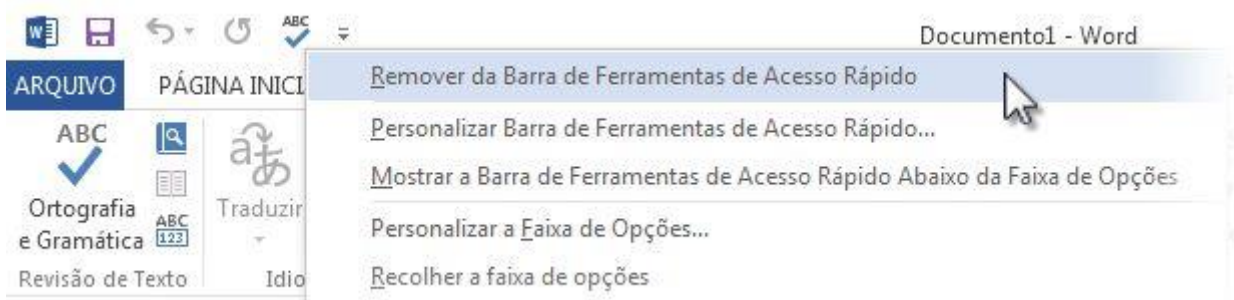 ABC
Documento1 - Word
ARQUIVO PÁGINA INICI
Remover da Barra de Ferramentas de Acesso Rápido
Personalizar Barra de Ferramentas de Acesso Rápido...
Mostrar a Barra de Ferramentas de Acesso Rápido Abaixo da Faixa de Opções
Personalizar a Faixa de Opções...
Recolher a faixa de opções
ABC
Ortografia
e Gramática
ABC
123
Traduzir
Revisão de Texto
Idio